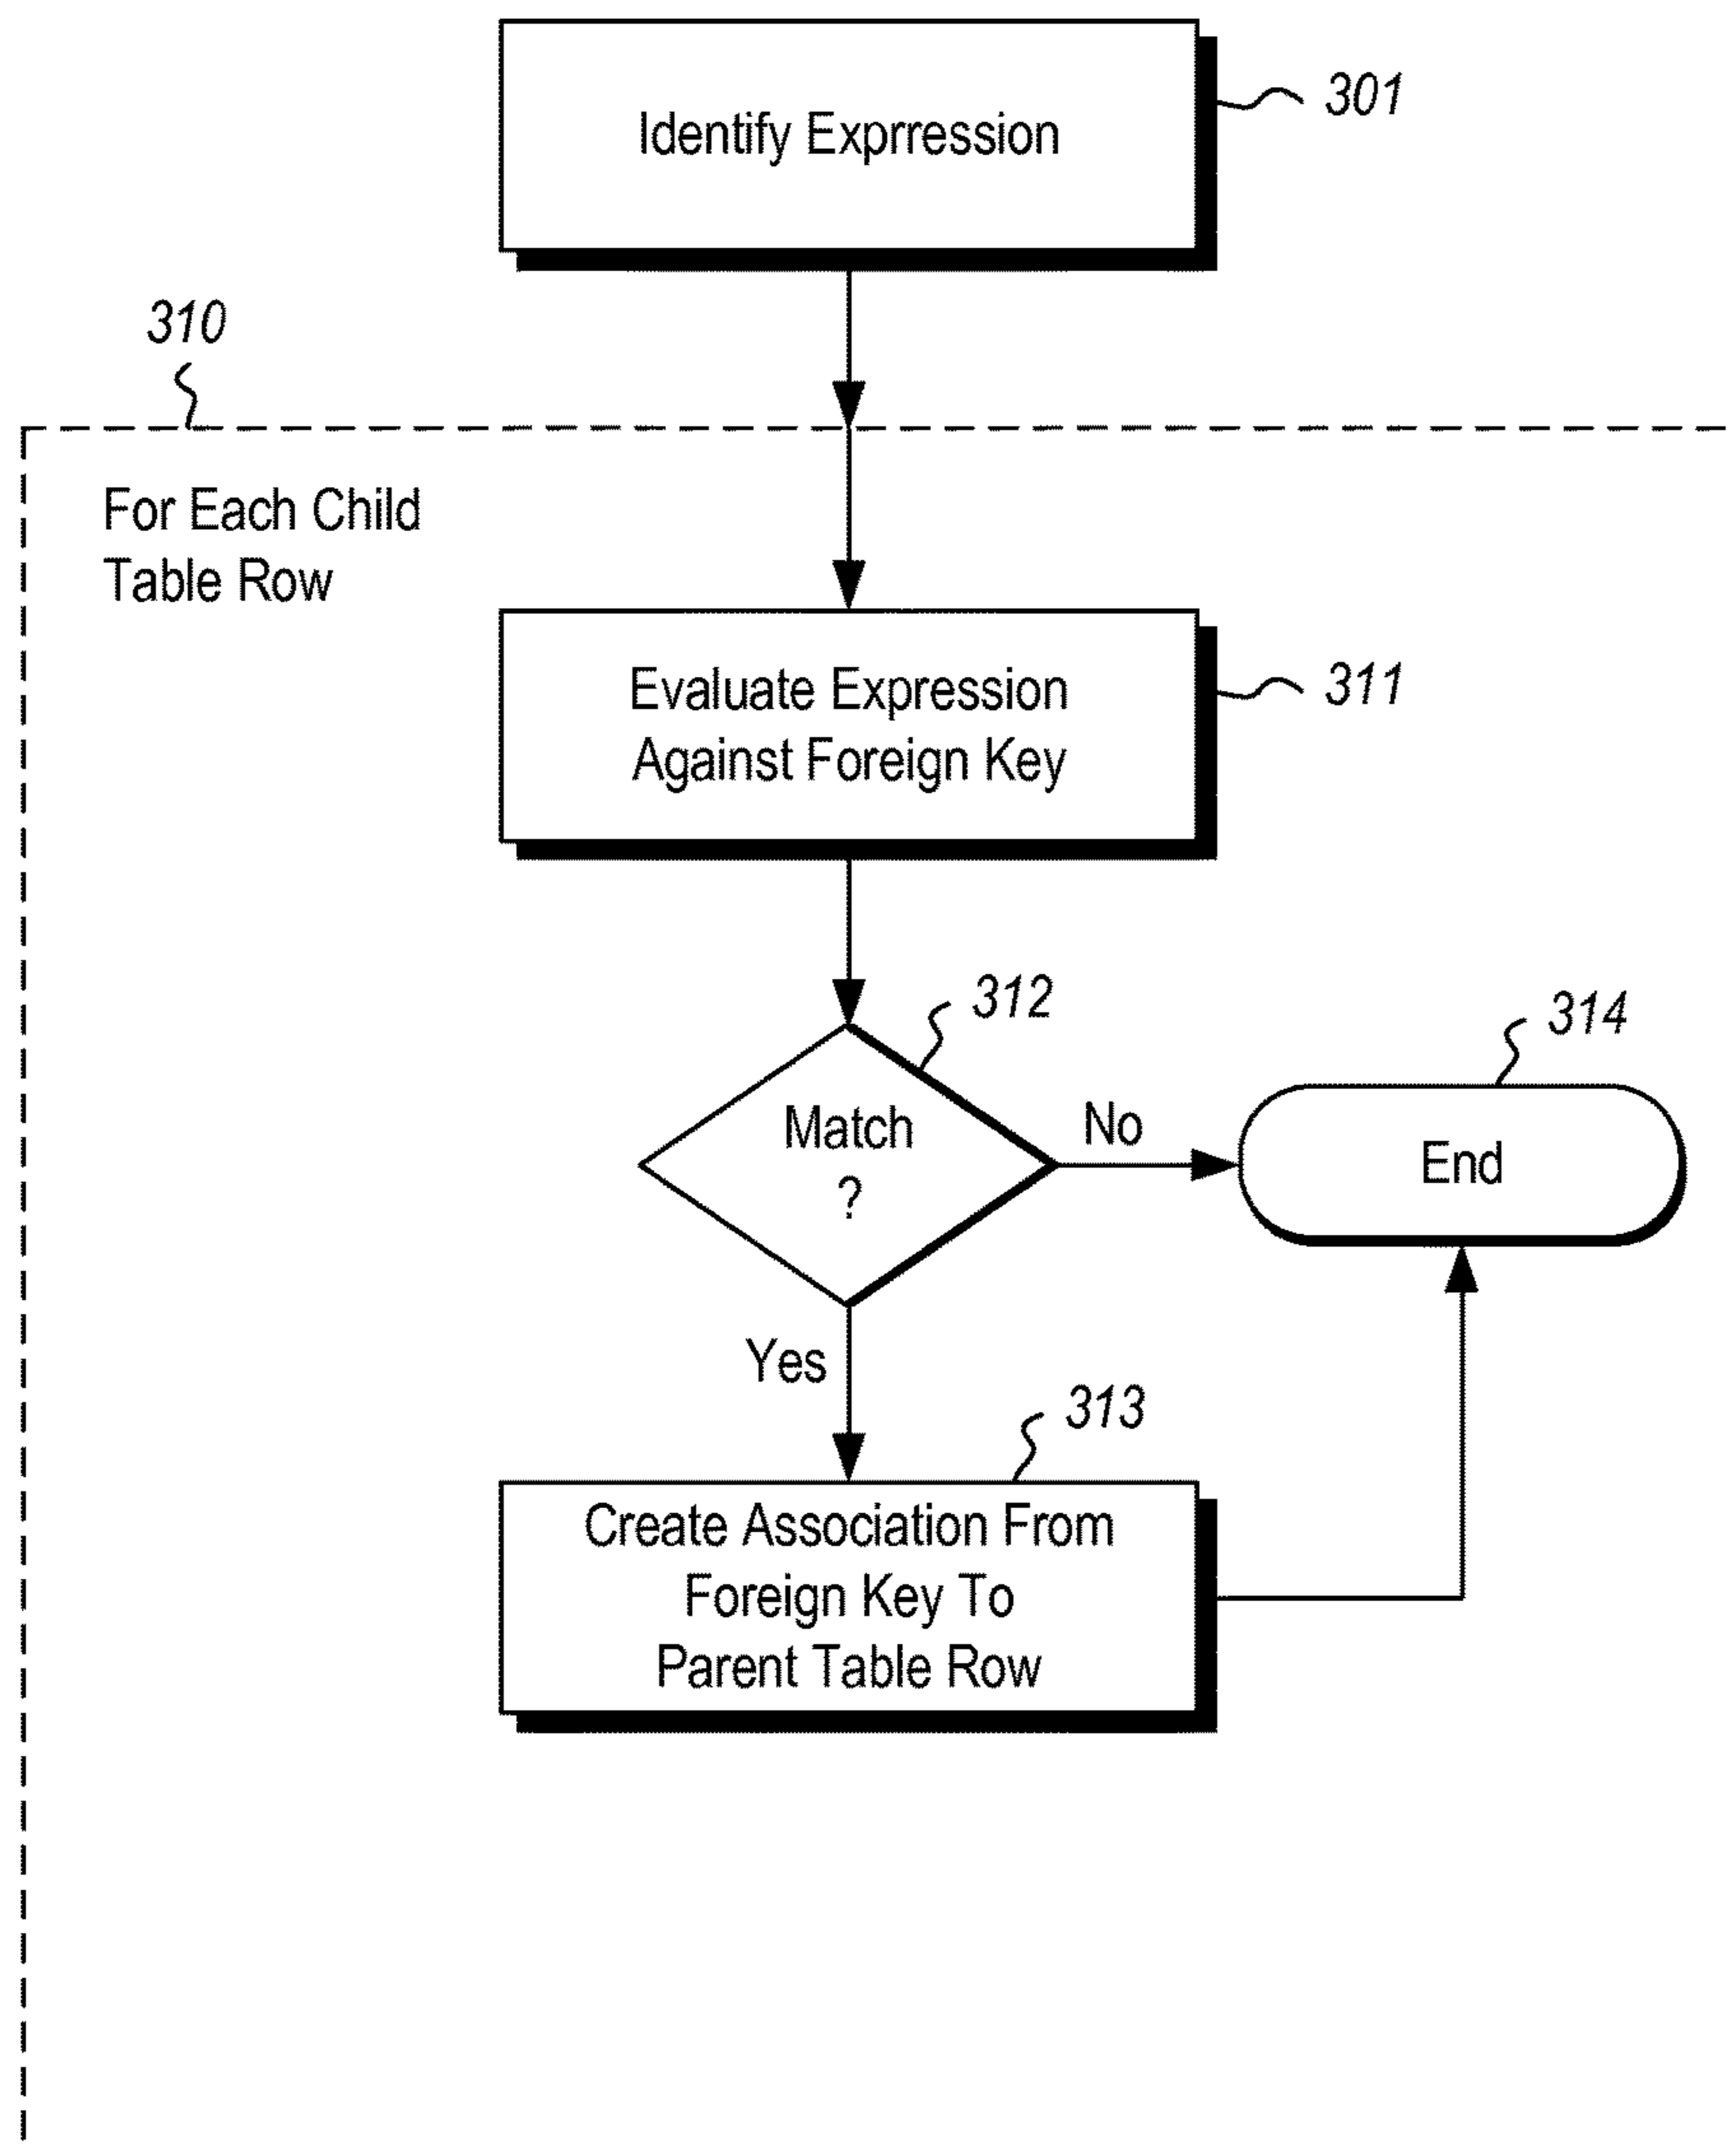 Identify Exprression
301
310
For Each Child
Table Row
Evaluate Expression
Against Foreign Key
311
312
314
Match
?
No
End
Yes
313
Create Association From
Foreign Key To
Parent Table Row